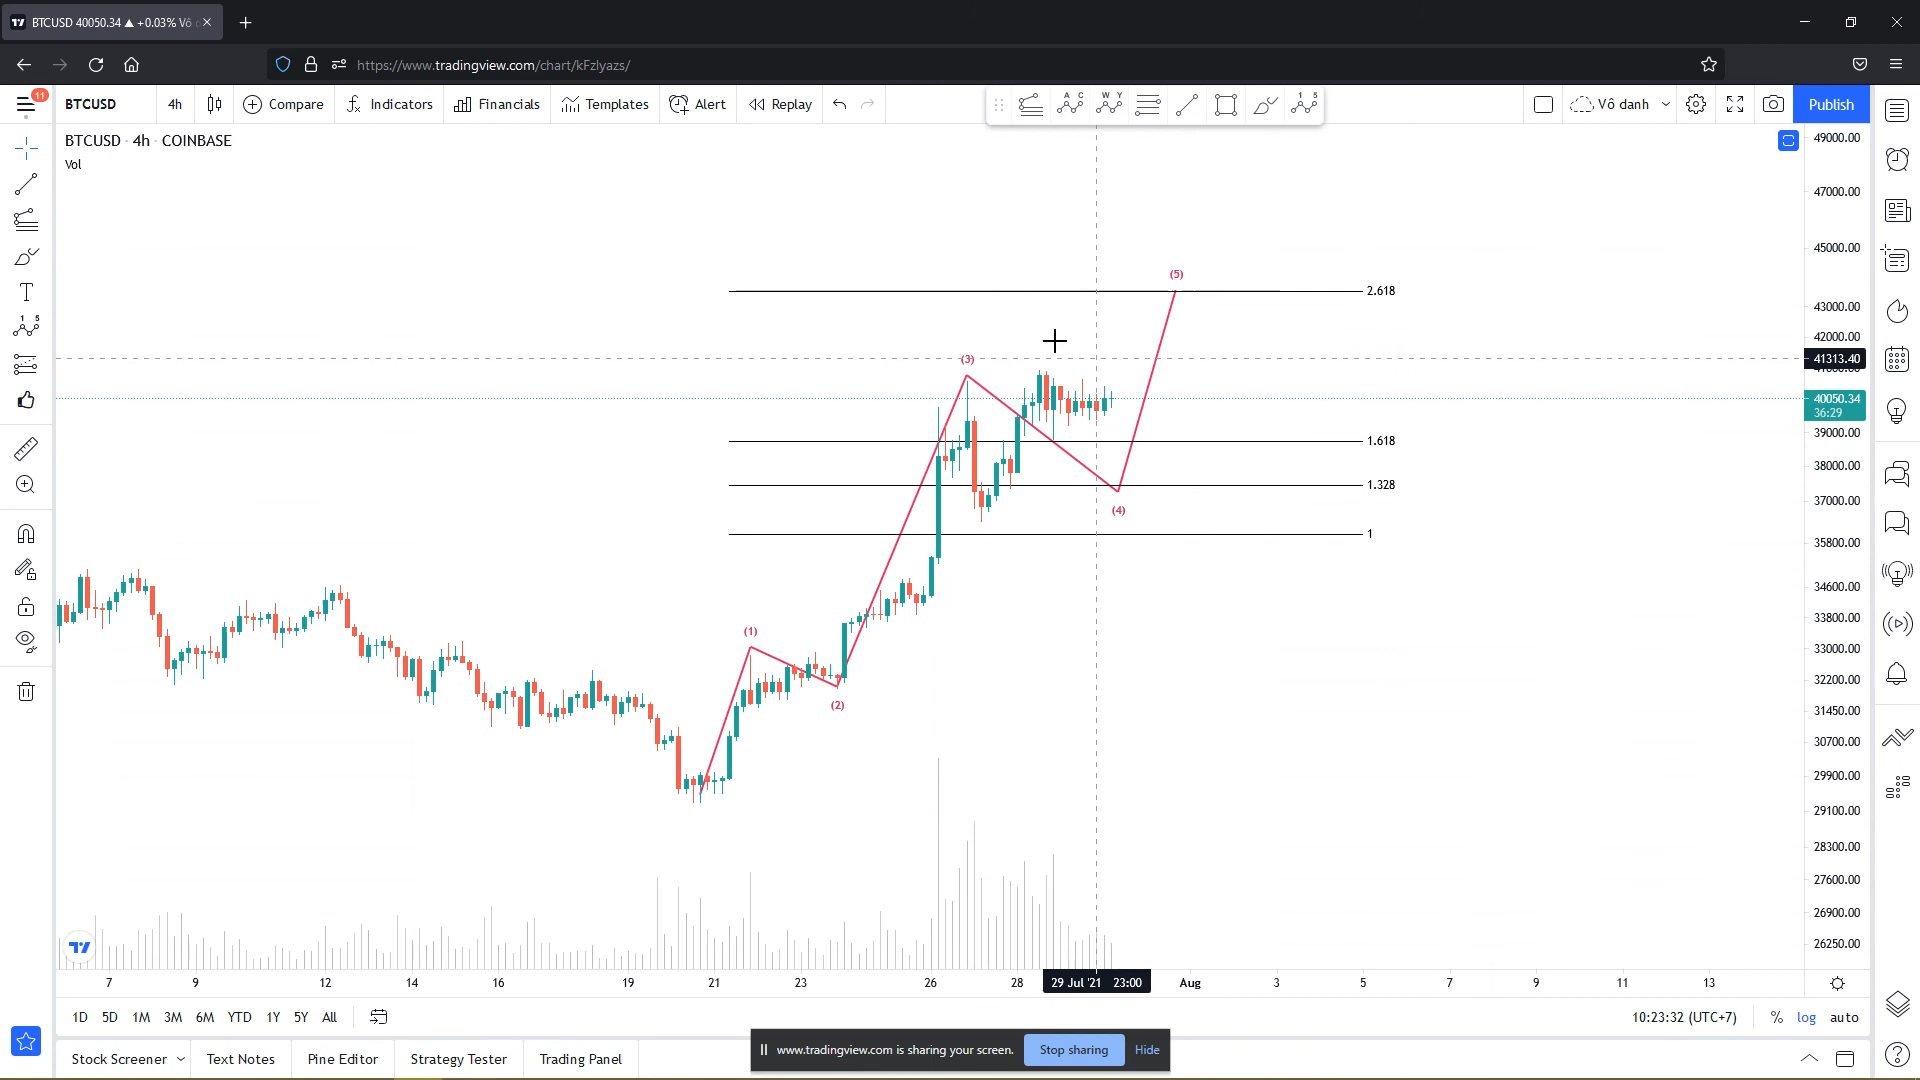 BTCUSD 40050.34 ▲ +0.03% Vô
https://www.tradingview.com/chart/kFzlyazs/
11
BTCUSD 4h Compare Indicators Financials Templates Alert Replay
A C
W Y
1 5
Vô danh
Publish
BTCUSD · 4h · COINBASE
Vol
1 5
49000.00
47000.00
45000.00
43000.00
42000.00
41313.40
40050.34
36:29
39000.00
38000.00
37000.00
35800.00
34600.00
33800.00
33000.00
32200.00
31450.00
30700.00
29900.00
29100.00
28300.00
27600.00
26900.00
26250.00
(5)
2.618
(3)
1.618
1.328
(4)
1
(1)
(2)
7 9 12 14 16 19 21 23 26 28 29 Jul '21 23:00 Aug 3 5 7 9 11 13
1D 5D 1M 3M 6M YTD 1Y 5Y All
10:23:32 (UTC+7) % log auto
Stock Screener Text Notes Pine Editor Strategy Tester Trading Panel
www.tradingview.com is sharing your screen. Stop sharing Hide